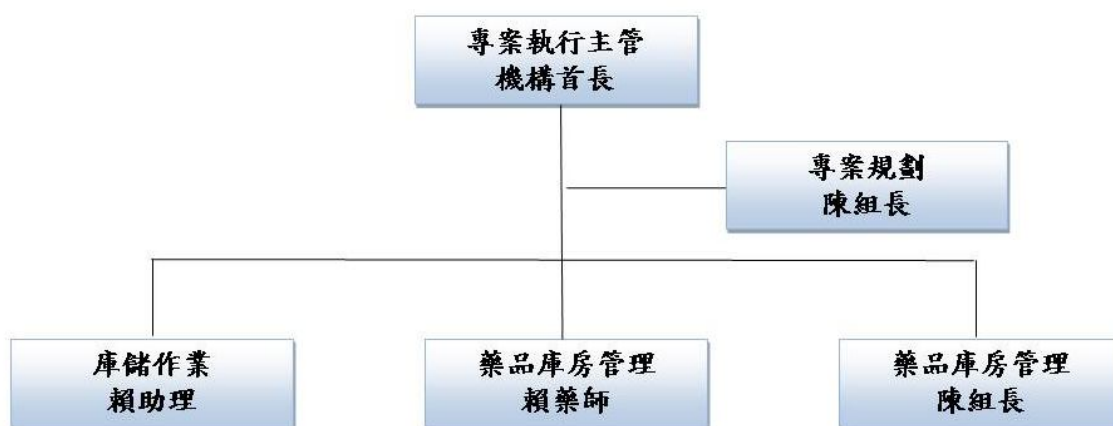 專案執行主管
機構首長
專案規劃
陳組長
庫儲作業
賴助理
藥品庫房管理
賴藥師
藥品庫房管理
陳組長